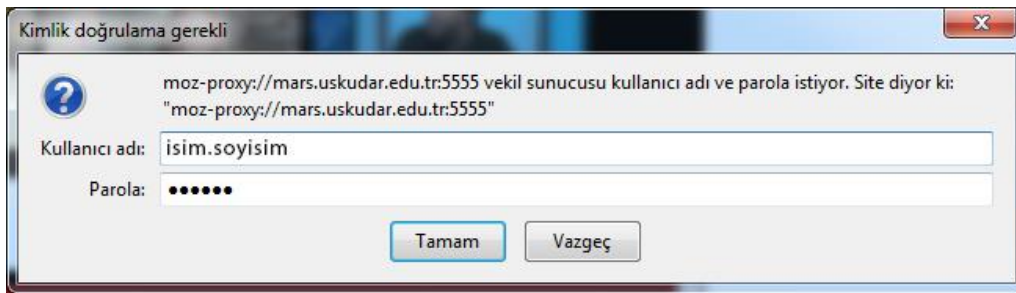 Kimlik doğrulama gerekli
moz-proxy://mars.uskudar.edu.tr:5555 vekil sunucusu kullanıcı adı ve parola istiyor. Site diyor ki:
"moz-proxy://mars.uskudar.edu.tr:5555"
Kullanıcı adı: isim.soyisim
Parola: ●●●●●●
Tamam Vazgeç